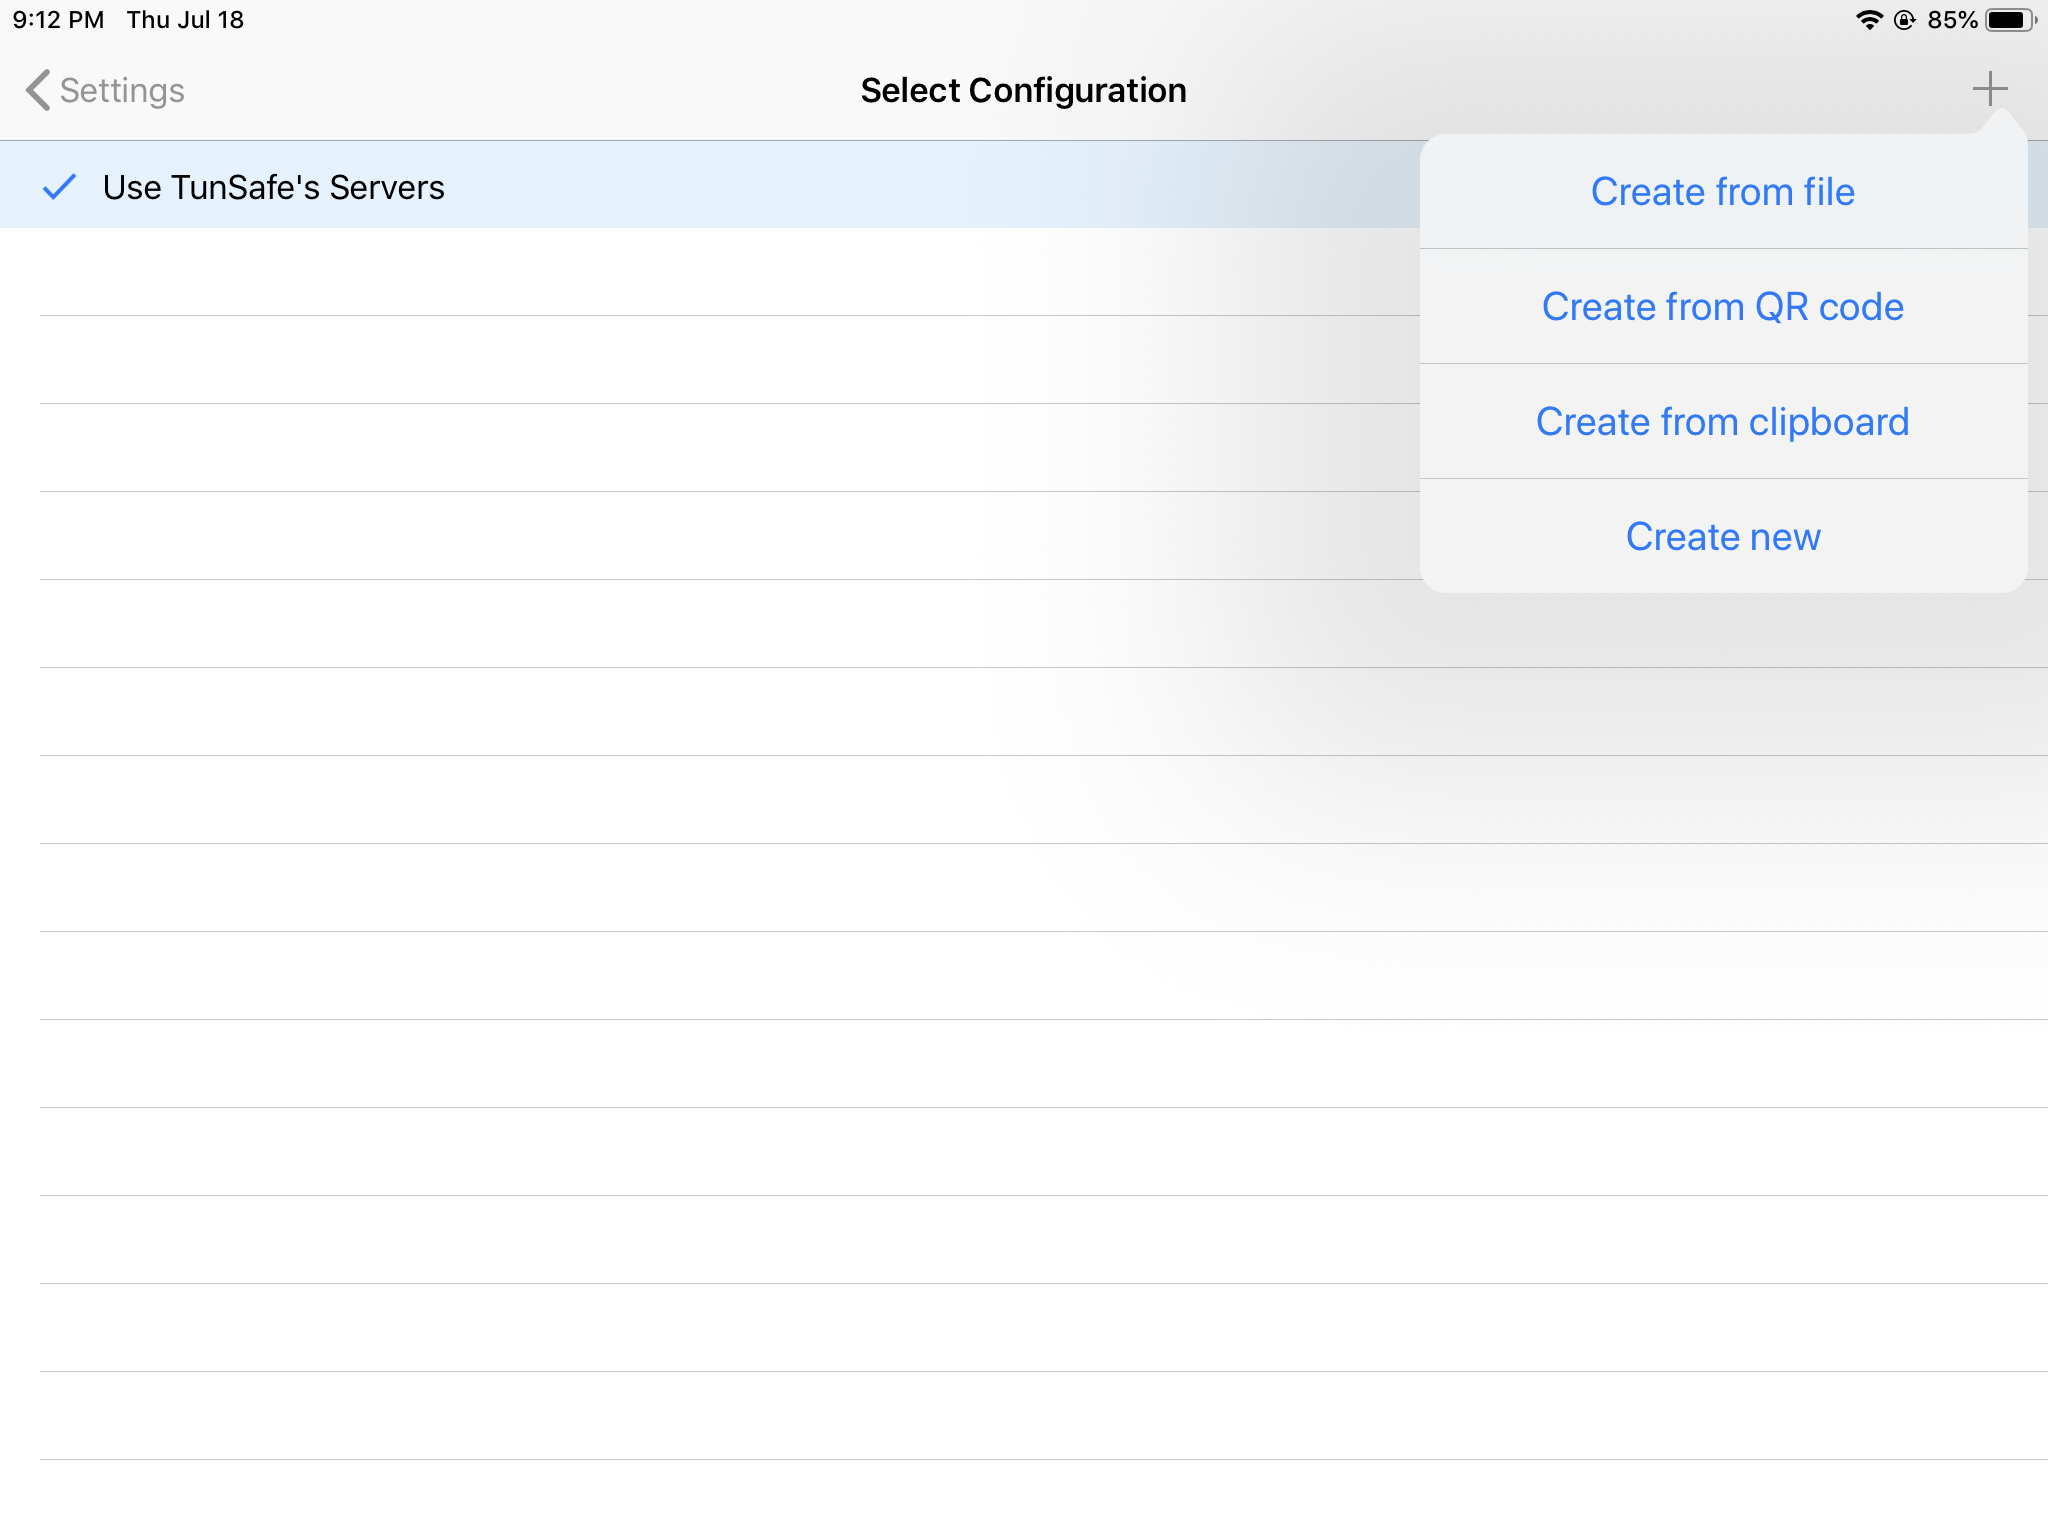 9:12 PM Thu Jul 18 85%
Settings Select Configuration
Use TunSafe's Servers
Create from file
Create from QR code
Create from clipboard
Create new